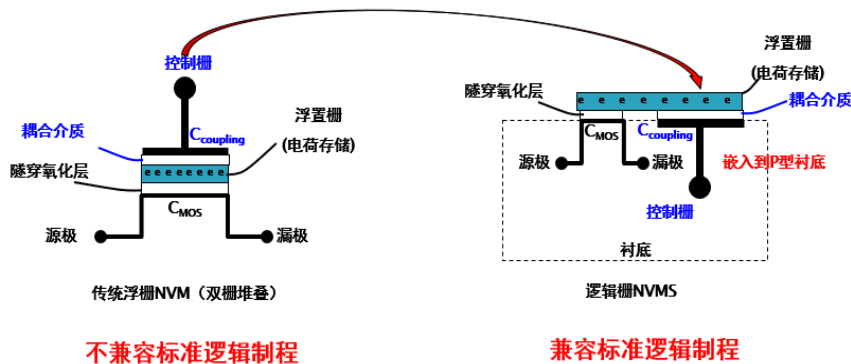 控制栅
耦合介质
Ccoupling
浮置栅
(电荷存储)
隧穿氧化层
e e e e e e e e
CMOS
源极
漏极
传统浮栅NVM（双栅堆叠）
不兼容标准逻辑制程
浮置栅
(电荷存储)
隧穿氧化层
e e e e e e e e
耦合介质
CMOS
Ccoupling
源极
漏极
嵌入到P型衬底
控制栅
衬底
逻辑栅NVMS
兼容标准逻辑制程